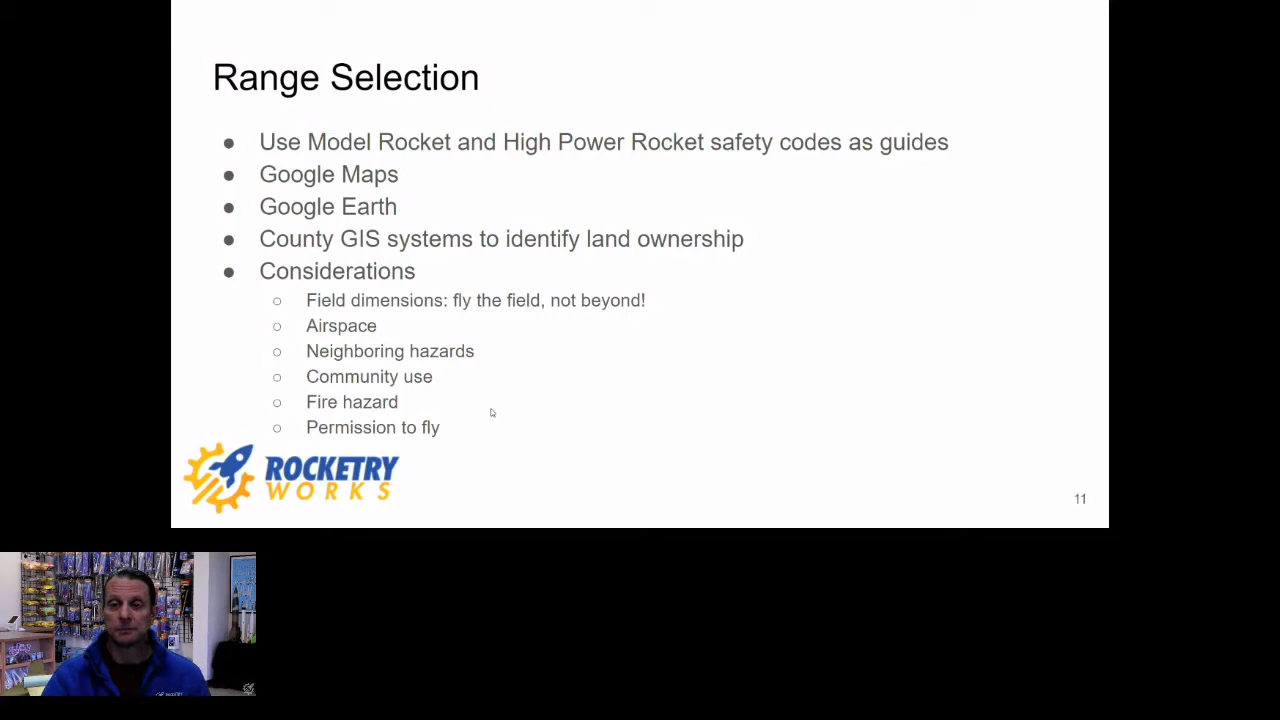 Range Selection
● Use Model Rocket and High Power Rocket safety codes as guides
● Google Maps
● Google Earth
● County GIS systems to identify land ownership
● Considerations
○ Field dimensions: fly the field, not beyond!
○ Airspace
○ Neighboring hazards
○ Community use
○ Fire hazard
○ Permission to fly
ROCKETRY
WORKS
11